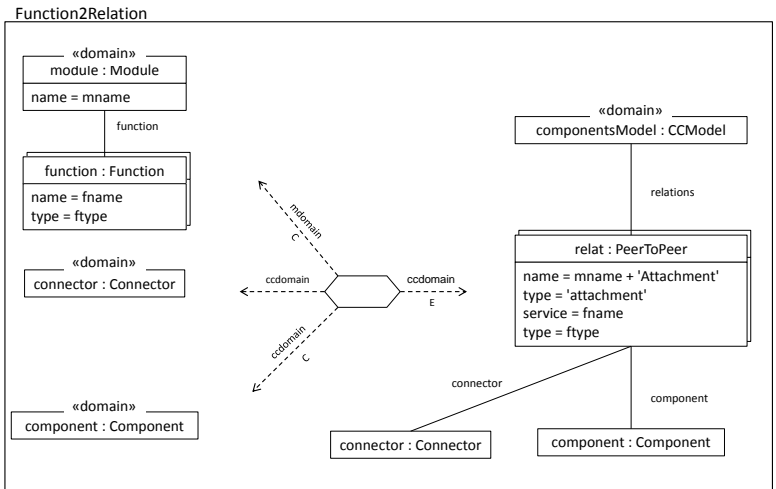 Function2Relation
«domain»
module : Module
name = mname
function
function : Function
name = fname
type = ftype
«domain»
connector : Connector
«domain»
component : Component
mdomain
C
ccdomain
ccdomain
C
ccdomain
E
«domain»
componentsModel : CCModel
relations
relat : PeerToPeer
name = mname + 'Attachment'
type = 'attachment'
service = fname
type = ftype
connector
component
connector : Connector
component : Component